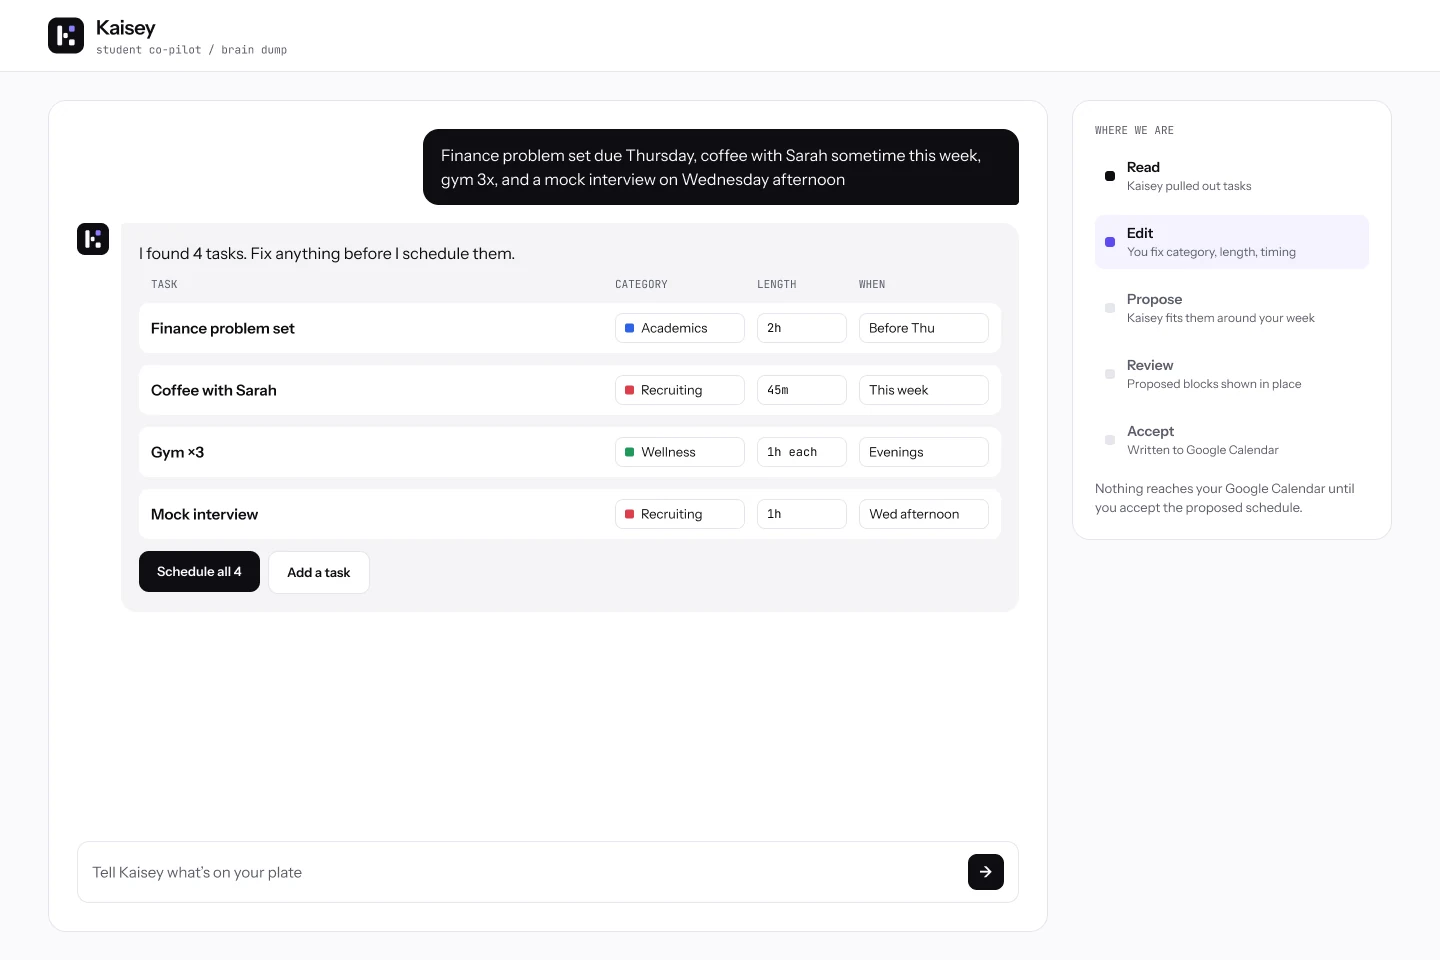 Kaisey
student co-pilot / brain dump
Finance problem set due Thursday, coffee with Sarah sometime this week,
gym 3x, and a mock interview on Wednesday afternoon
I found 4 tasks. Fix anything before I schedule them.
TASK CATEGORY LENGTH WHEN
Finance problem set Academics 2h Before Thu
Coffee with Sarah Recruiting 45m This week
Gym ×3 Wellness 1h each Evenings
Mock interview Recruiting 1h Wed afternoon
Schedule all 4 Add a task
Tell Kaisey what's on your plate
WHERE WE ARE
Read
Kaisey pulled out tasks
Edit
You fix category, length, timing
Propose
Kaisey fits them around your week
Review
Proposed blocks shown in place
Accept
Written to Google Calendar
Nothing reaches your Google Calendar until
you accept the proposed schedule.